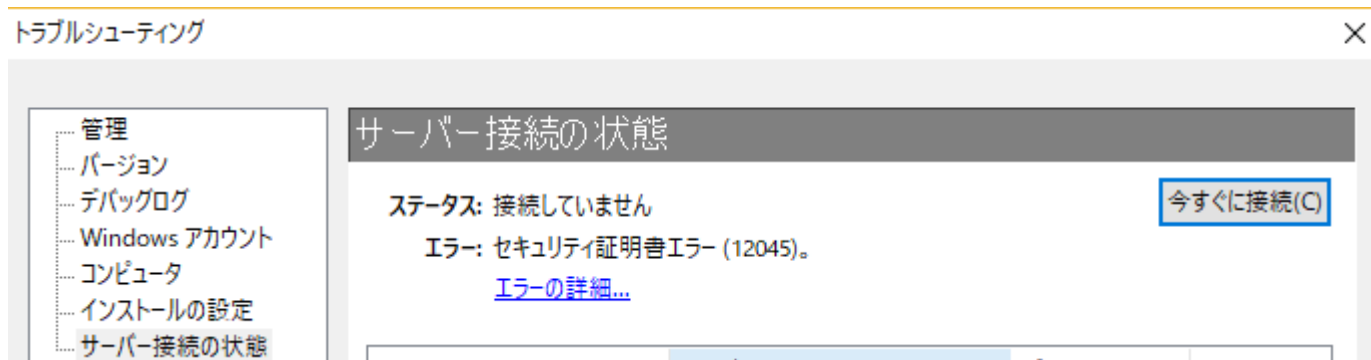 トラブルシューティング
管理
バージョン
デバッグログ
Windows アカウント
コンピュータ
インストールの設定
サーバー接続の状態
サーバー接続の状態
ステータス: 接続していません
今すぐに接続(C)
エラー: セキュリティ証明書エラー (12045)。
エラーの詳細...